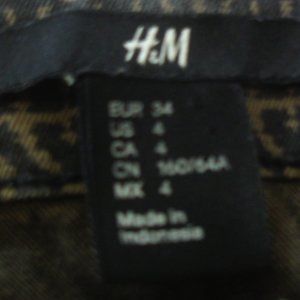 H&M
EUR 34
US 4
CA 4
CN 160/64A
MX 4
Made in
Indonesia